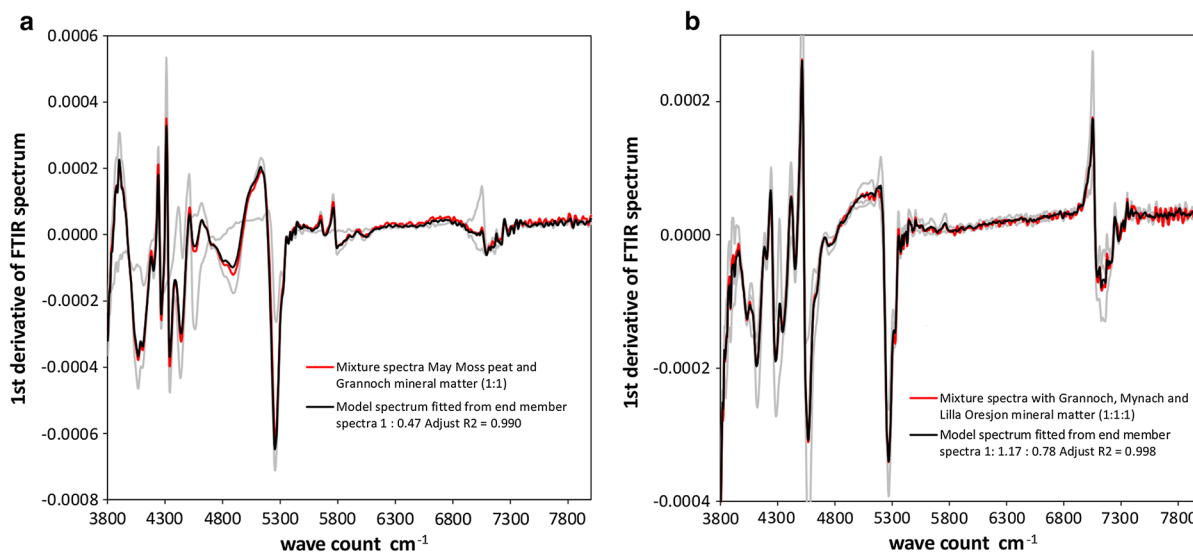 a
0.0006
0.0004
0.0002
0.0000
-0.0002
-0.0004
-0.0006
-0.0008
1st derivative of FTIR spectrum
Mixture spectra May Moss peat and
Grannoch mineral matter (1:1)
Model spectrum fitted from end member
spectra 1 : 0.47 Adjust R2 = 0.990
3800 4300 4800 5300 5800 6300 6800 7300 7800
wave count cm-1
b
0.0002
0.0000
-0.0002
-0.0004
1st derivative of FTIR spectrum
Mixture spectra with Grannoch, Mynach and
Lilla Oresjon mineral matter (1:1:1)
Model spectrum fitted from end member
spectra 1: 1.17 : 0.78 Adjust R2 = 0.998
3800 4300 4800 5300 5800 6300 6800 7300 7800
wave count cm-1